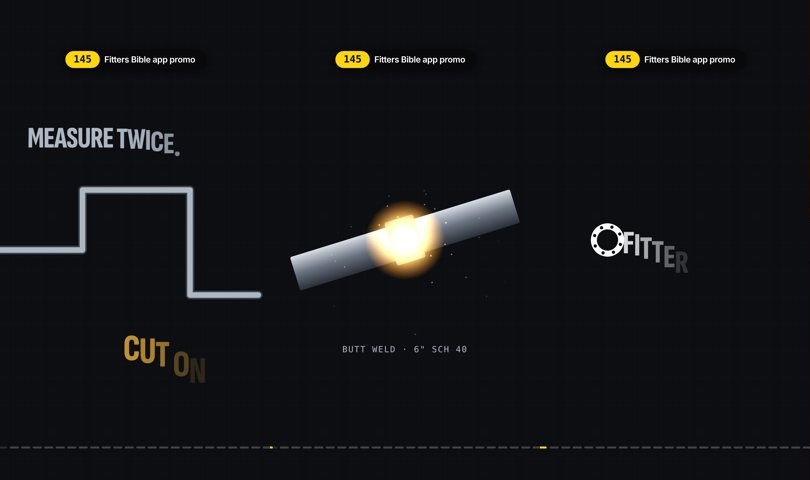 145 Fitters Bible app promo
145 Fitters Bible app promo
145 Fitters Bible app promo
MEASURE TWICE.
CUT ON
BUTT WELD · 6" SCH 40
FITTER